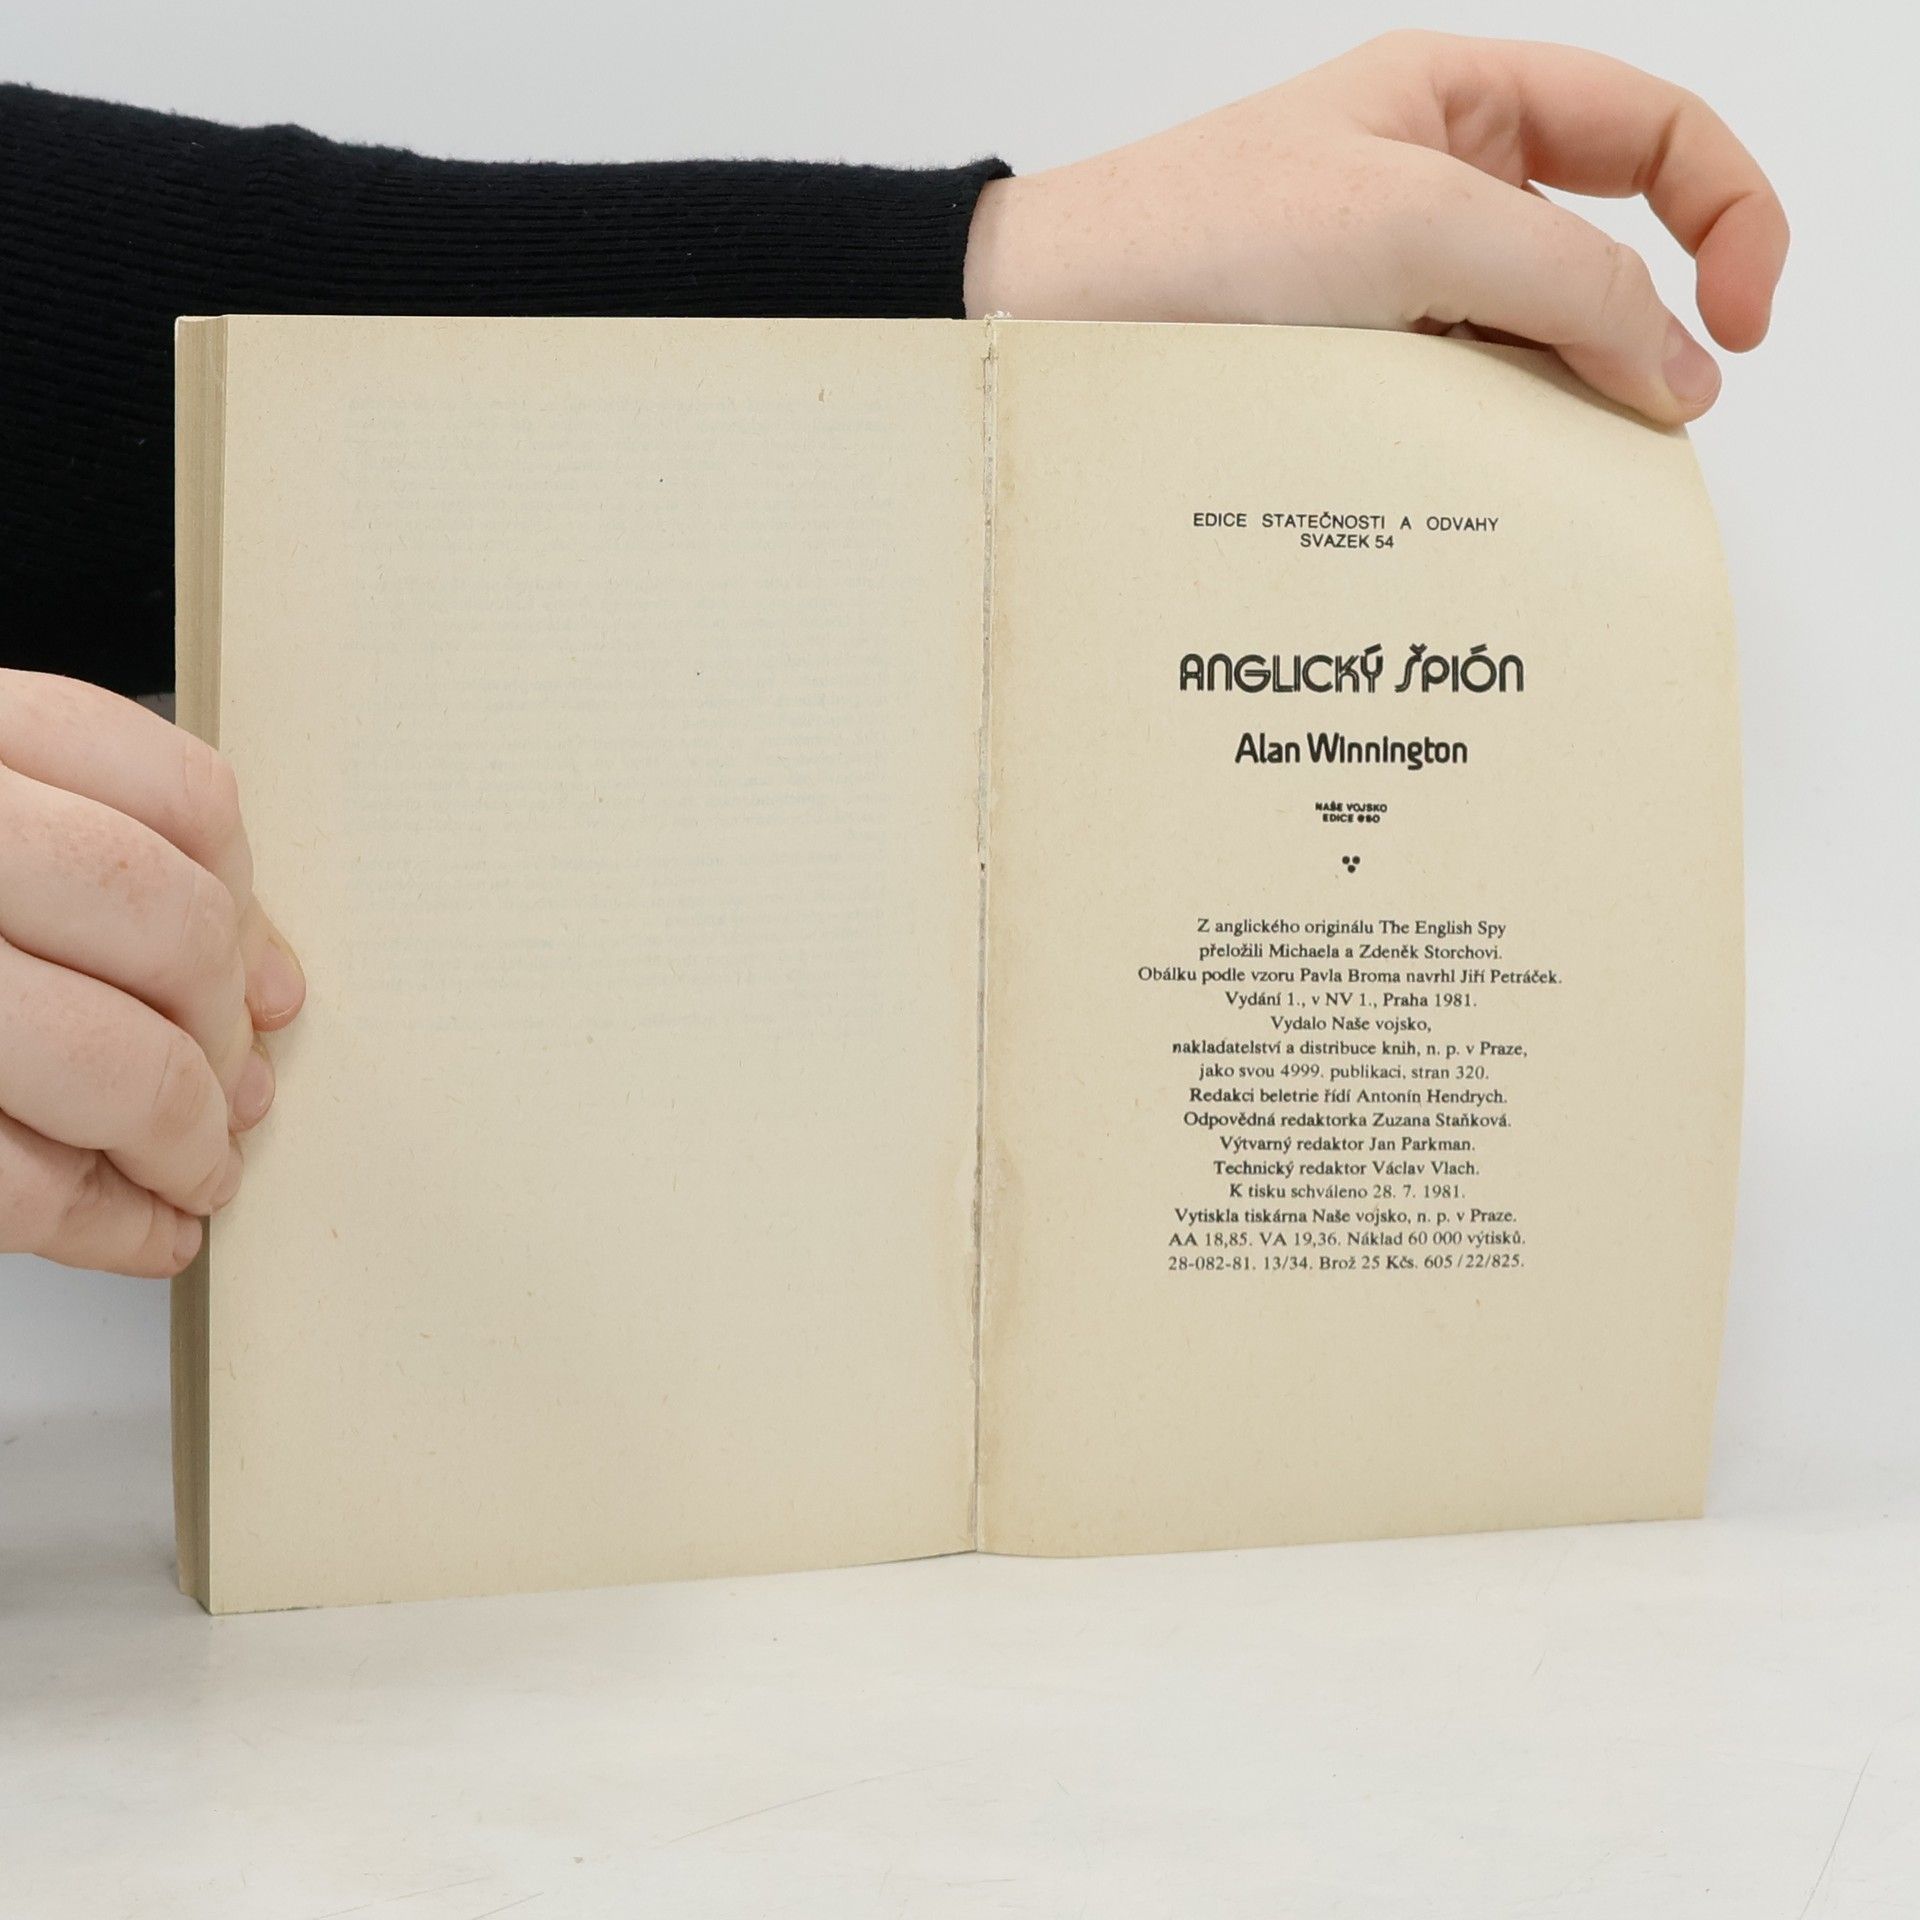 EDICE STATEČNOSTI A ODVAHY
SVAZEK 54
ANGLICKÝ ŠPIÓN
Alan Winnington
NAŠE VOJSKO
EDICE OSO
Z anglického originálu The English Spy
přeložili Michaela a Zdeněk Storchovi.
Obálku podle vzoru Pavla Broma navrhl Jiří Petráček.
Vydání 1., v NV 1., Praha 1981.
Vydalo Naše vojsko,
nakladatelství a distribuce knih, n. p. v Praze,
jako svou 4999. publikaci, stran 320.
Redakci beletrie řídí Antonín Hendrych.
Odpovědná redaktorka Zuzana Staňková.
Výtvarný redaktor Jan Parkman.
Technický redaktor Václav Vlach.
K tisku schváleno 28. 7. 1981.
Vytiskla tiskárna Naše vojsko, n. p. v Praze.
AA 18,85. VA 19,36. Náklad 60 000 výtisků.
28-082-81. 13/34. Brož 25 Kčs. 605/22/825.